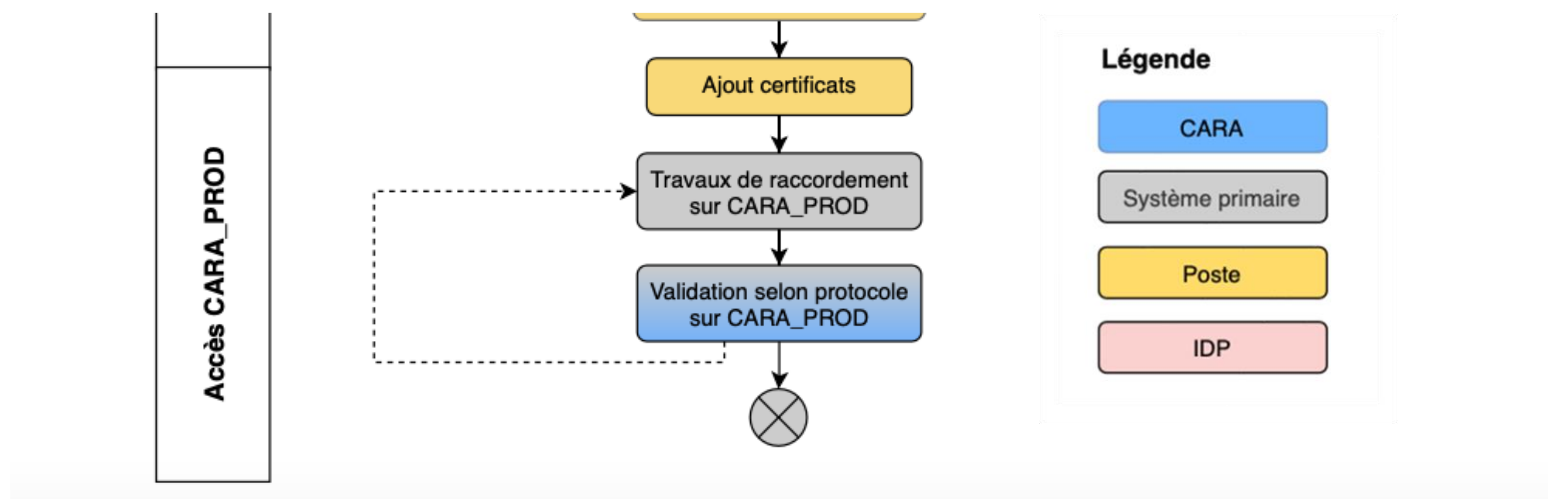 Accès CARA_PROD
Ajout certificats
Travaux de raccordement
sur CARA_PROD
Validation selon protocole
sur CARA_PROD
Légende
CARA
Système primaire
Poste
IDP